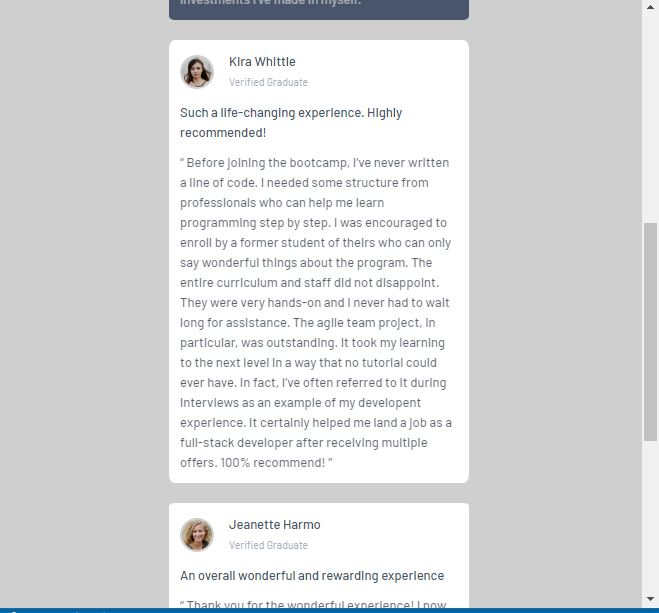 investments I've made in myself.
Kira Whittle
Verified Graduate
Such a life-changing experience. Highly
recommended!
“ Before joining the bootcamp, I've never written
a line of code. I needed some structure from
professionals who can help me learn
programming step by step. I was encouraged to
enroll by a former student of theirs who can only
say wonderful things about the program. The
entire curriculum and staff did not disappoint.
They were very hands-on and I never had to wait
long for assistance. The agile team project, in
particular, was outstanding. It took my learning
to the next level in a way that no tutorial could
ever have. In fact, I've often referred to it during
interviews as an example of my developent
experience. It certainly helped me land a job as a
full-stack developer after receiving multiple
offers. 100% recommend! ”
Jeanette Harmo
Verified Graduate
An overall wonderful and rewarding experience
“ Thank you for the wonderful experience! I now